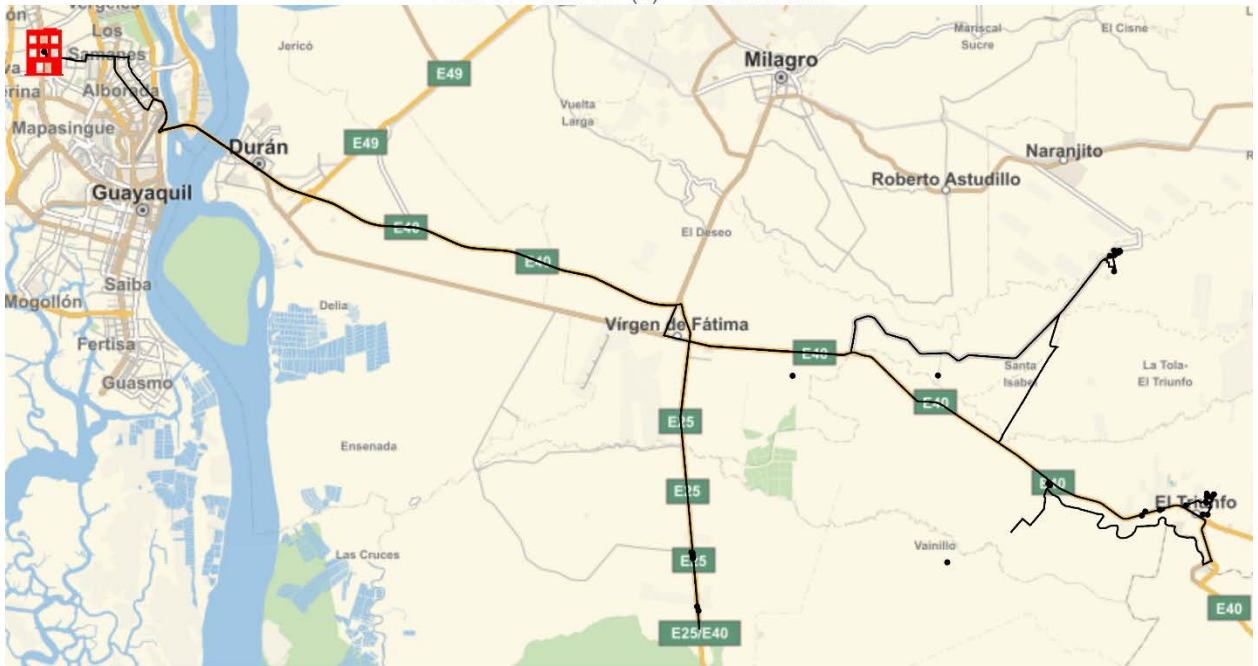 Los
Samanes
Alborada
Mapasingue
Guayaquil
Saiba
Mogollón
Fertisa
Guasmo
Jericó
E49
E49
Durán
E40
E40
Delia
Ensenada
Las Cruces
Vuelta
Larga
Milagro
El Deseo
Vírgen de Fátima
E25
E25
E25
E25/E40
Mariscal
Sucre
El Cisne
Naranjito
Roberto Astudillo
E40
Santa
Isabel
La Tola-
El Triunfo
E40
E40
El Triunfo
Vainillo
E40